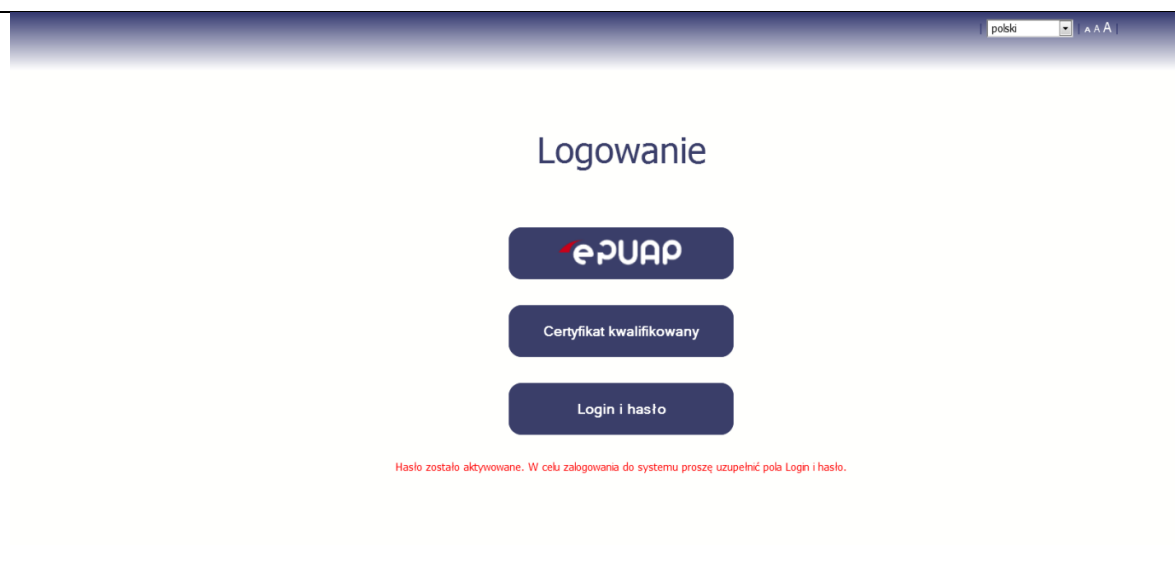 polski
A A A
Logowanie
ePUAP
Certyfikat kwalifikowany
Login i hasło
Hasło zostało aktywowane. W celu zalogowania do systemu proszę uzupełnić pola Login i hasło.